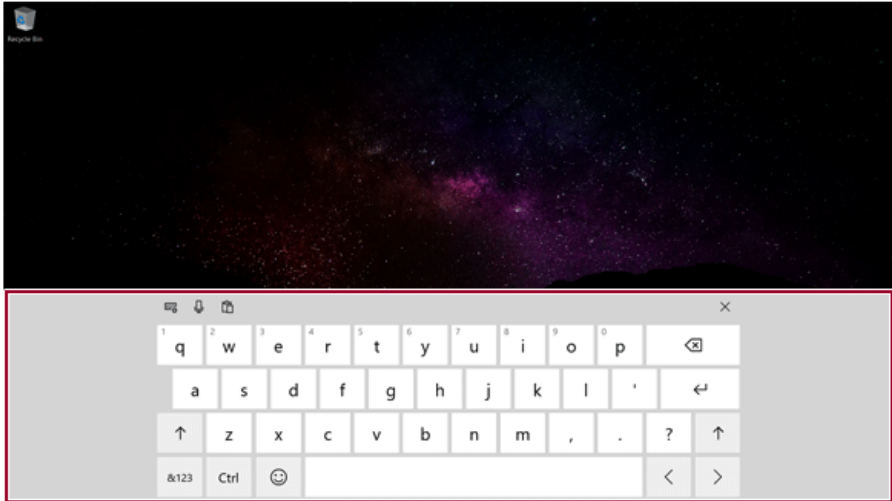 Recycle Bin
1 2 3 4 5 6 7 8 9 0
q w e r t y u i o p
a s d f g h j k l '
z x c v b n m , . ?
&123 Ctrl